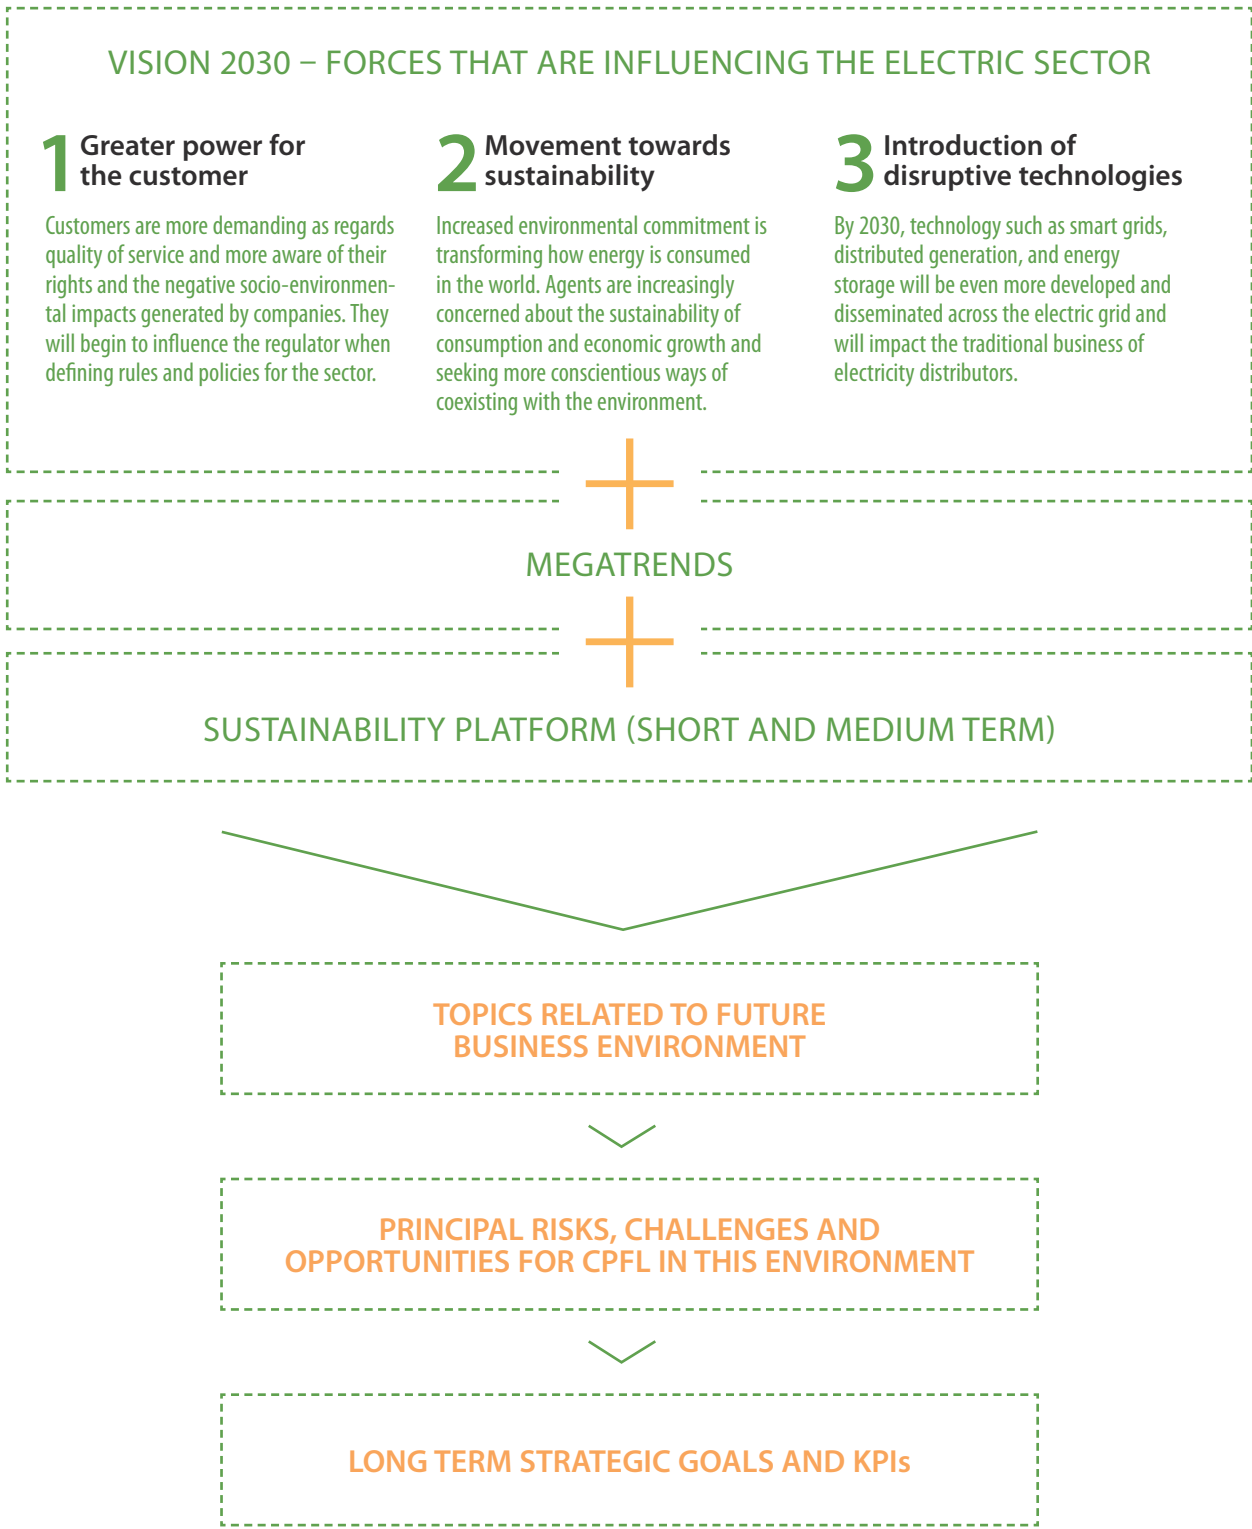 VISION 2030 – FORCES THAT ARE INFLUENCING THE ELECTRIC SECTOR
1
Greater power for
the customer
Customers are more demanding as regards
quality of service and more aware of their
rights and the negative socio-environmen-
tal impacts generated by companies. They
will begin to influence the regulator when
defining rules and policies for the sector.
2
Movement towards
sustainability
Increased environmental commitment is
transforming how energy is consumed
in the world. Agents are increasingly
concerned about the sustainability of
consumption and economic growth and
seeking more conscientious ways of
coexisting with the environment.
3
Introduction of
disruptive technologies
By 2030, technology such as smart grids,
distributed generation, and energy
storage will be even more developed and
disseminated across the electric grid and
will impact the traditional business of
electricity distributors.
MEGATRENDS
SUSTAINABILITY PLATFORM (SHORT AND MEDIUM TERM)
TOPICS RELATED TO FUTURE
BUSINESS ENVIRONMENT
PRINCIPAL RISKS, CHALLENGES AND
OPPORTUNITIES FOR CPFL IN THIS ENVIRONMENT
LONG TERM STRATEGIC GOALS AND KPIs